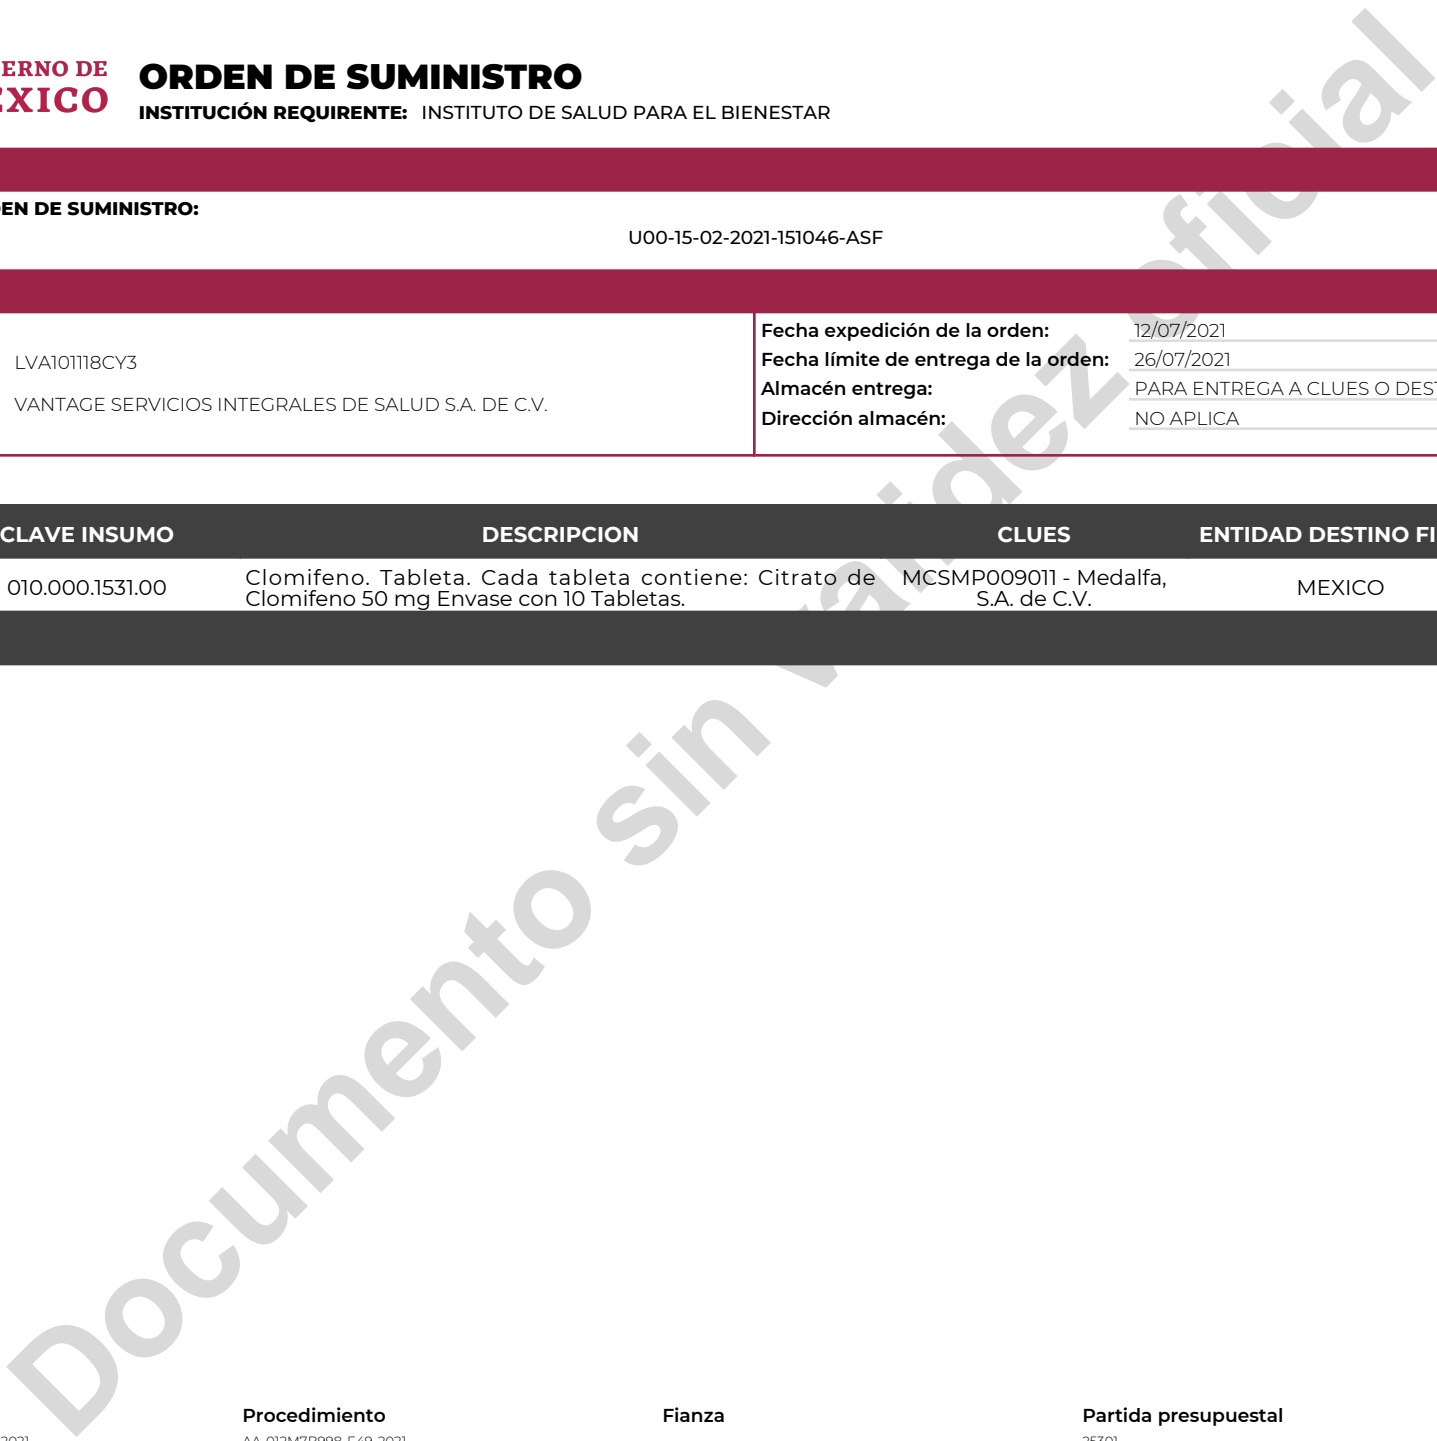 ERNO DE
EXICO
ORDEN DE SUMINISTRO
INSTITUCIÓN REQUIRENTE: INSTITUTO DE SALUD PARA EL BIENESTAR
EN DE SUMINISTRO:
U00-15-02-2021-151046-ASF
LVA101118CY3
VANTAGE SERVICIOS INTEGRALES DE SALUD S.A. DE C.V.
Fecha expedición de la orden: 12/07/2021
Fecha límite de entrega de la orden: 26/07/2021
Almacén entrega: PARA ENTREGA A CLUES O DES
Dirección almacén: NO APLICA
CLAVE INSUMO DESCRIPCION CLUES ENTIDAD DESTINO FI
010.000.1531.00 Clomifeno. Tableta. Cada tableta contiene: Citrato de Clomifeno 50 mg Envase con 10 Tabletas. MCSMP009011 - Medalfa, S.A. de C.V. MEXICO
Documento sin validez oficial
Procedimiento Fianza Partida presupuestal